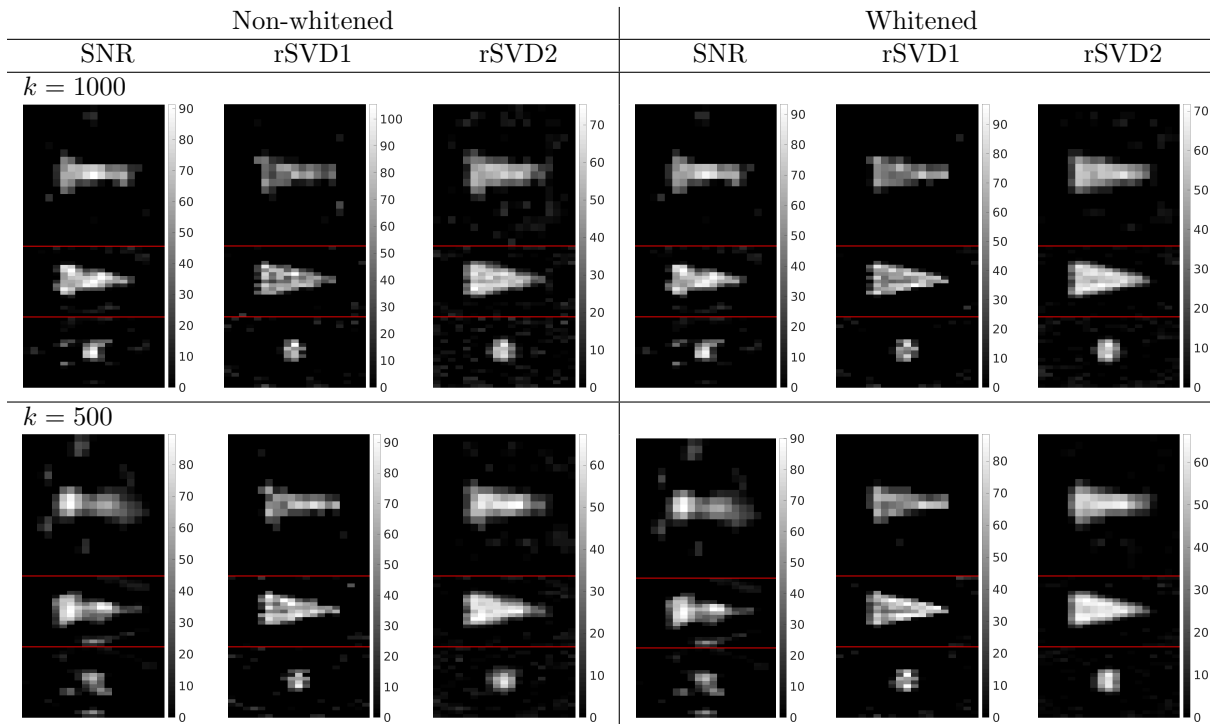 Non-whitened Whitened
SNR rSVD1 rSVD2 SNR rSVD1 rSVD2
k = 1000
90 80 70 60 50 40 30 20 10 0
100 90 80 70 60 50 40 30 20 10 0
70 60 50 40 30 20 10 0
90 80 70 60 50 40 30 20 10 0
90 80 70 60 50 40 30 20 10 0
70 60 50 40 30 20 10 0
k = 500
80 70 60 50 40 30 20 10 0
90 80 70 60 50 40 30 20 10 0
60 50 40 30 20 10 0
90 80 70 60 50 40 30 20 10 0
80 70 60 50 40 30 20 10 0
60 50 40 30 20 10 0